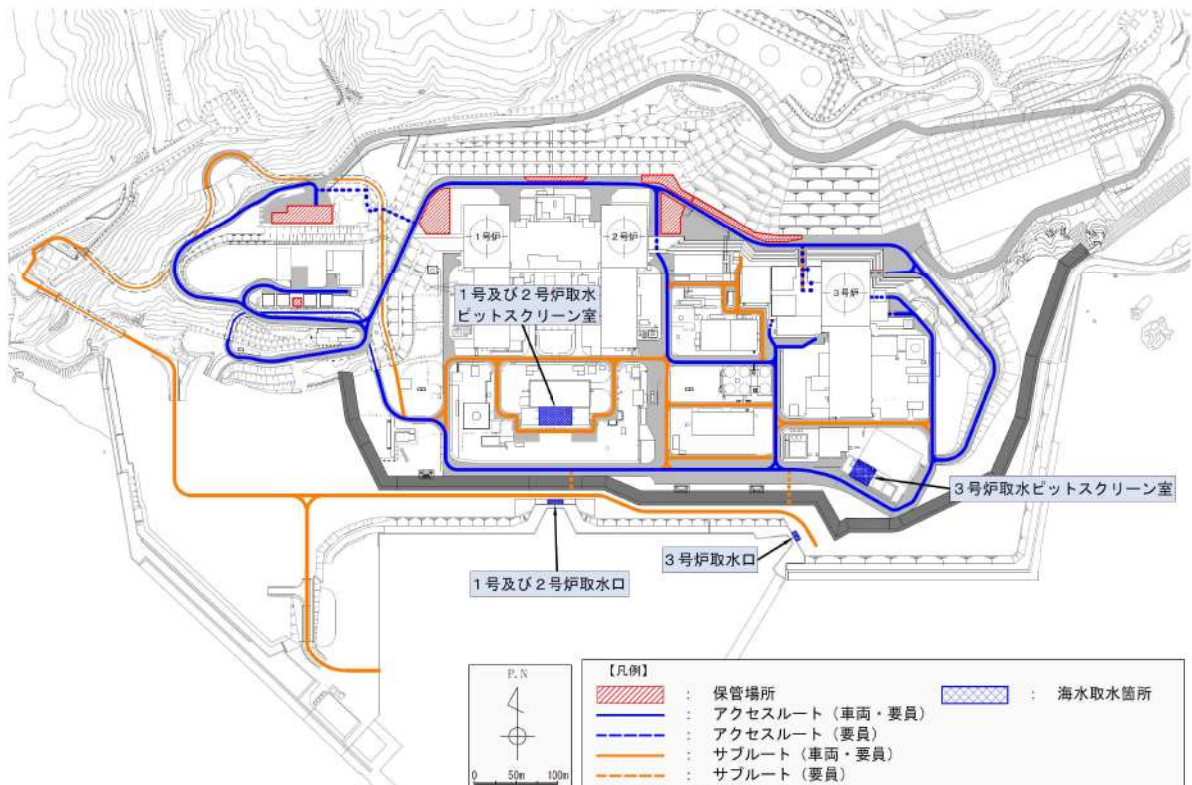 1号炉
2号炉
3号炉
1号及び2号炉取水
ピットスクリーン室
3号炉取水ピットスクリーン室
3号炉取水口
1号及び2号炉取水口
P.N
0 50m 100m
【凡例】
： 保管場所
： 海水取水箇所
： アクセスルート（車両・要員）
： アクセスルート（要員）
： サブルート（車両・要員）
： サブルート（要員）